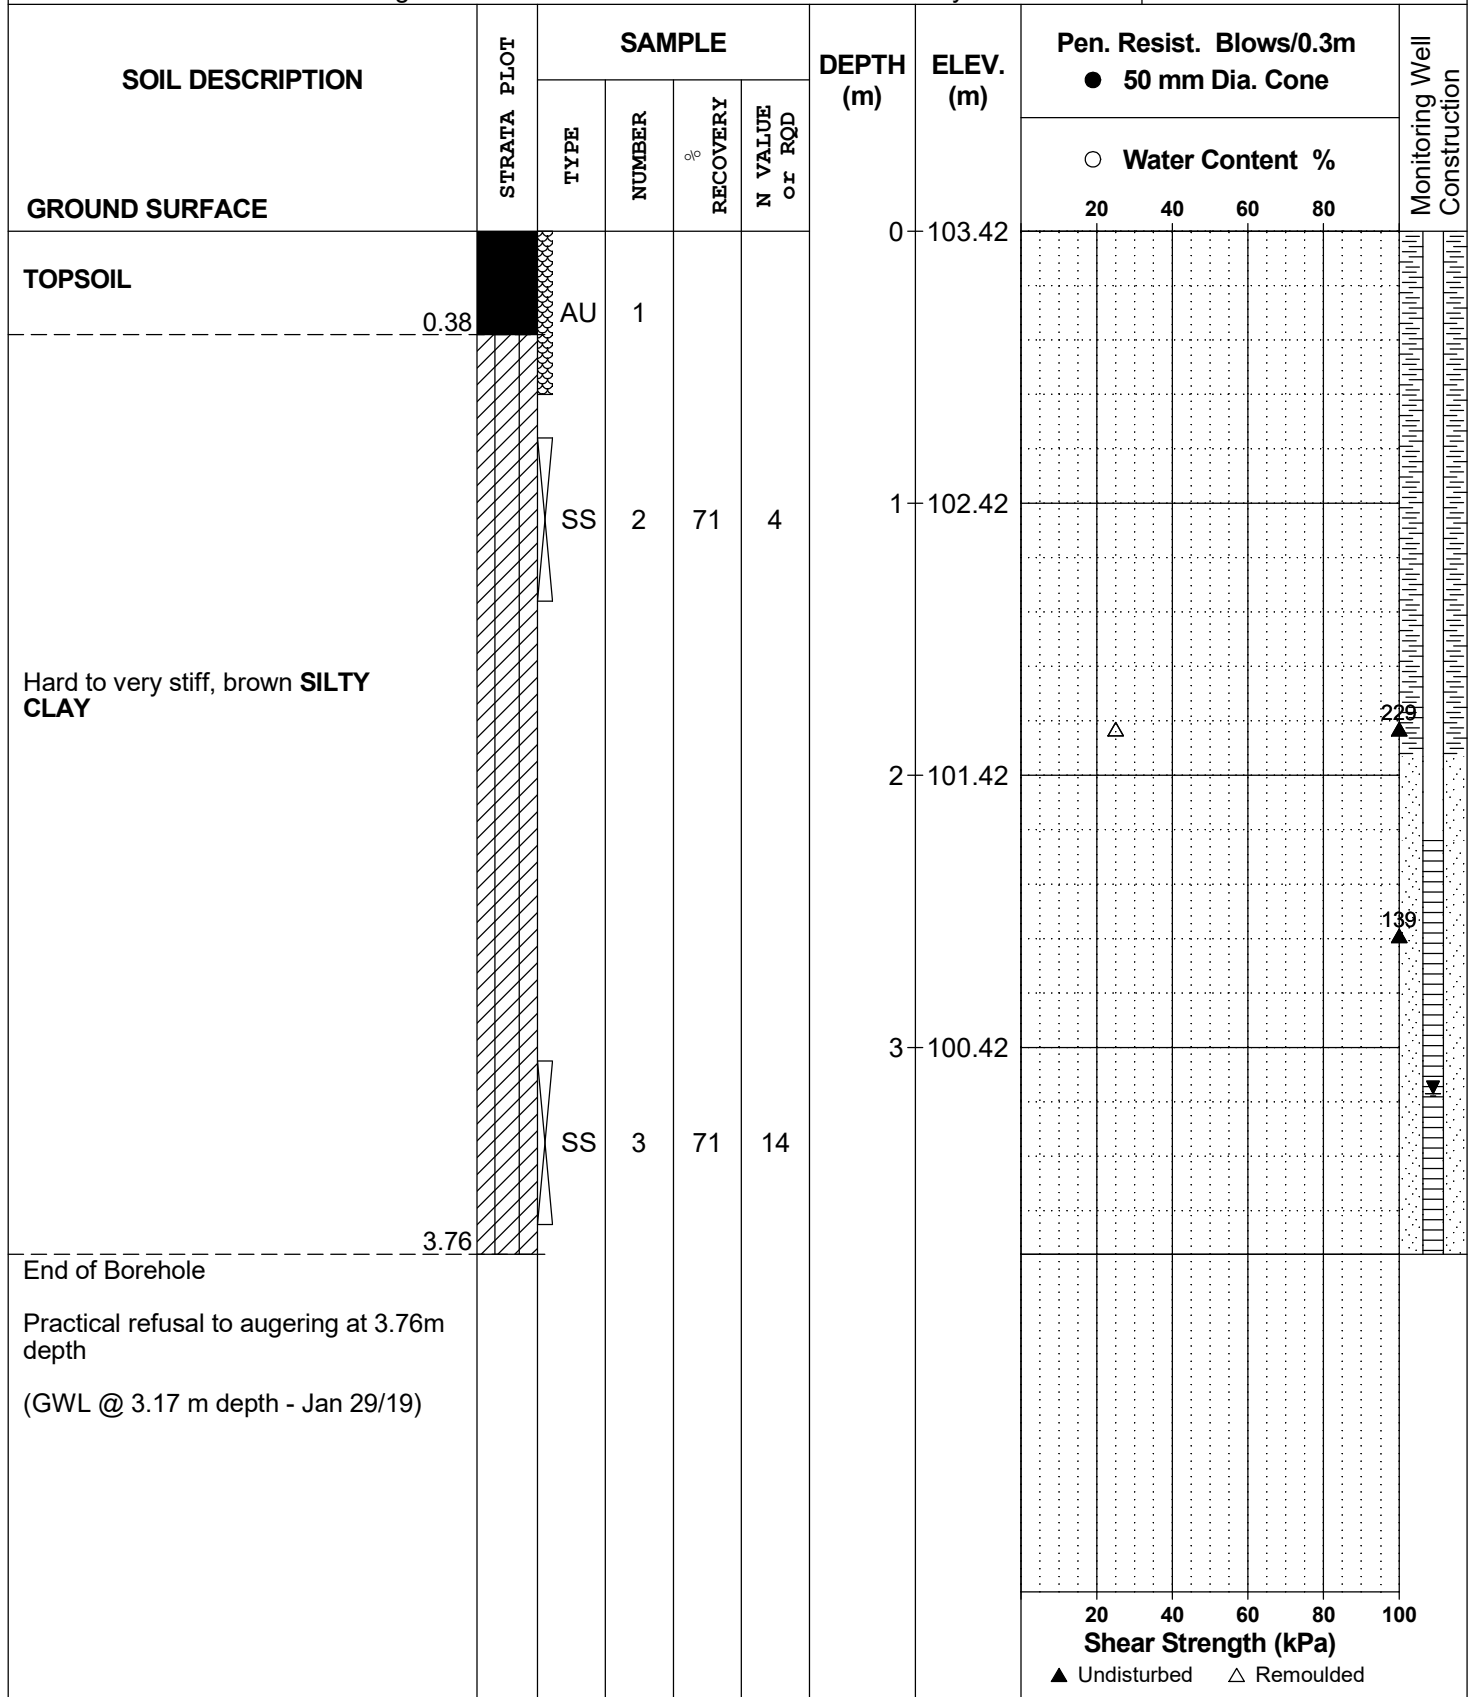 SOIL DESCRIPTION
GROUND SURFACE
STRATA PLOT
SAMPLE
TYPE
NUMBER
%
RECOVERY
N VALUE
or RQD
DEPTH
(m)
ELEV.
(m)
Pen. Resist. Blows/0.3m
● 50 mm Dia. Cone
○ Water Content %
20 40 60 80
Monitoring Well
Construction
0 103.42
TOPSOIL
0.38
AU 1
SS 2 71 4
1 102.42
Hard to very stiff, brown SILTY
CLAY
229
2 101.42
139
3 100.42
SS 3 71 14
3.76
End of Borehole
Practical refusal to augering at 3.76m
depth
(GWL @ 3.17 m depth - Jan 29/19)
20 40 60 80 100
Shear Strength (kPa)
▲ Undisturbed △ Remoulded